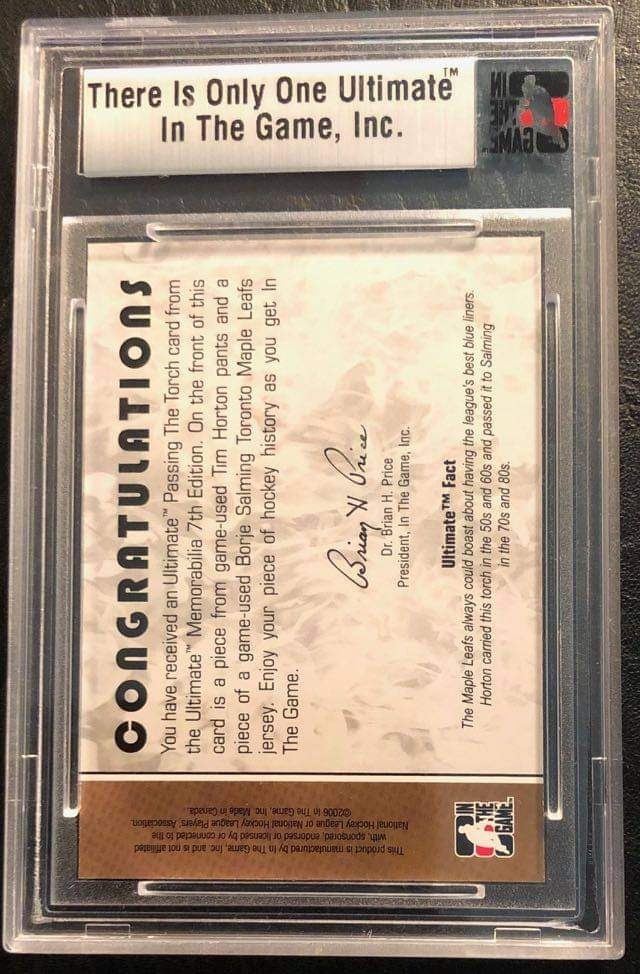 There Is Only One Ultimate™
In The Game, Inc.
IN
THE
GAME
CONGRATULATIONS
You have received an Ultimate™ Passing The Torch card from
the Ultimate™ Memorabilia 7th Edition. On the front of this
card is a piece from game-used Tim Horton pants and a
piece of a game-used Borje Salming Toronto Maple Leafs
jersey. Enjoy your piece of hockey history as you get In
The Game.
Brian H Price
Dr. Brian H. Price
President, In The Game, Inc.
Ultimate™ Fact
The Maple Leafs always could boast about having the league's best blue liners.
Horton carried this torch in the 50s and 60s and passed it to Salming
in the 70s and 80s.
This product is manufactured by In The Game, Inc. and is not affiliated
with, sponsored, endorsed or licensed by or connected to the
National Hockey League or National Hockey League Players' Association.
©2006 In The Game, Inc. Made in Canada.
IN
THE
GAME